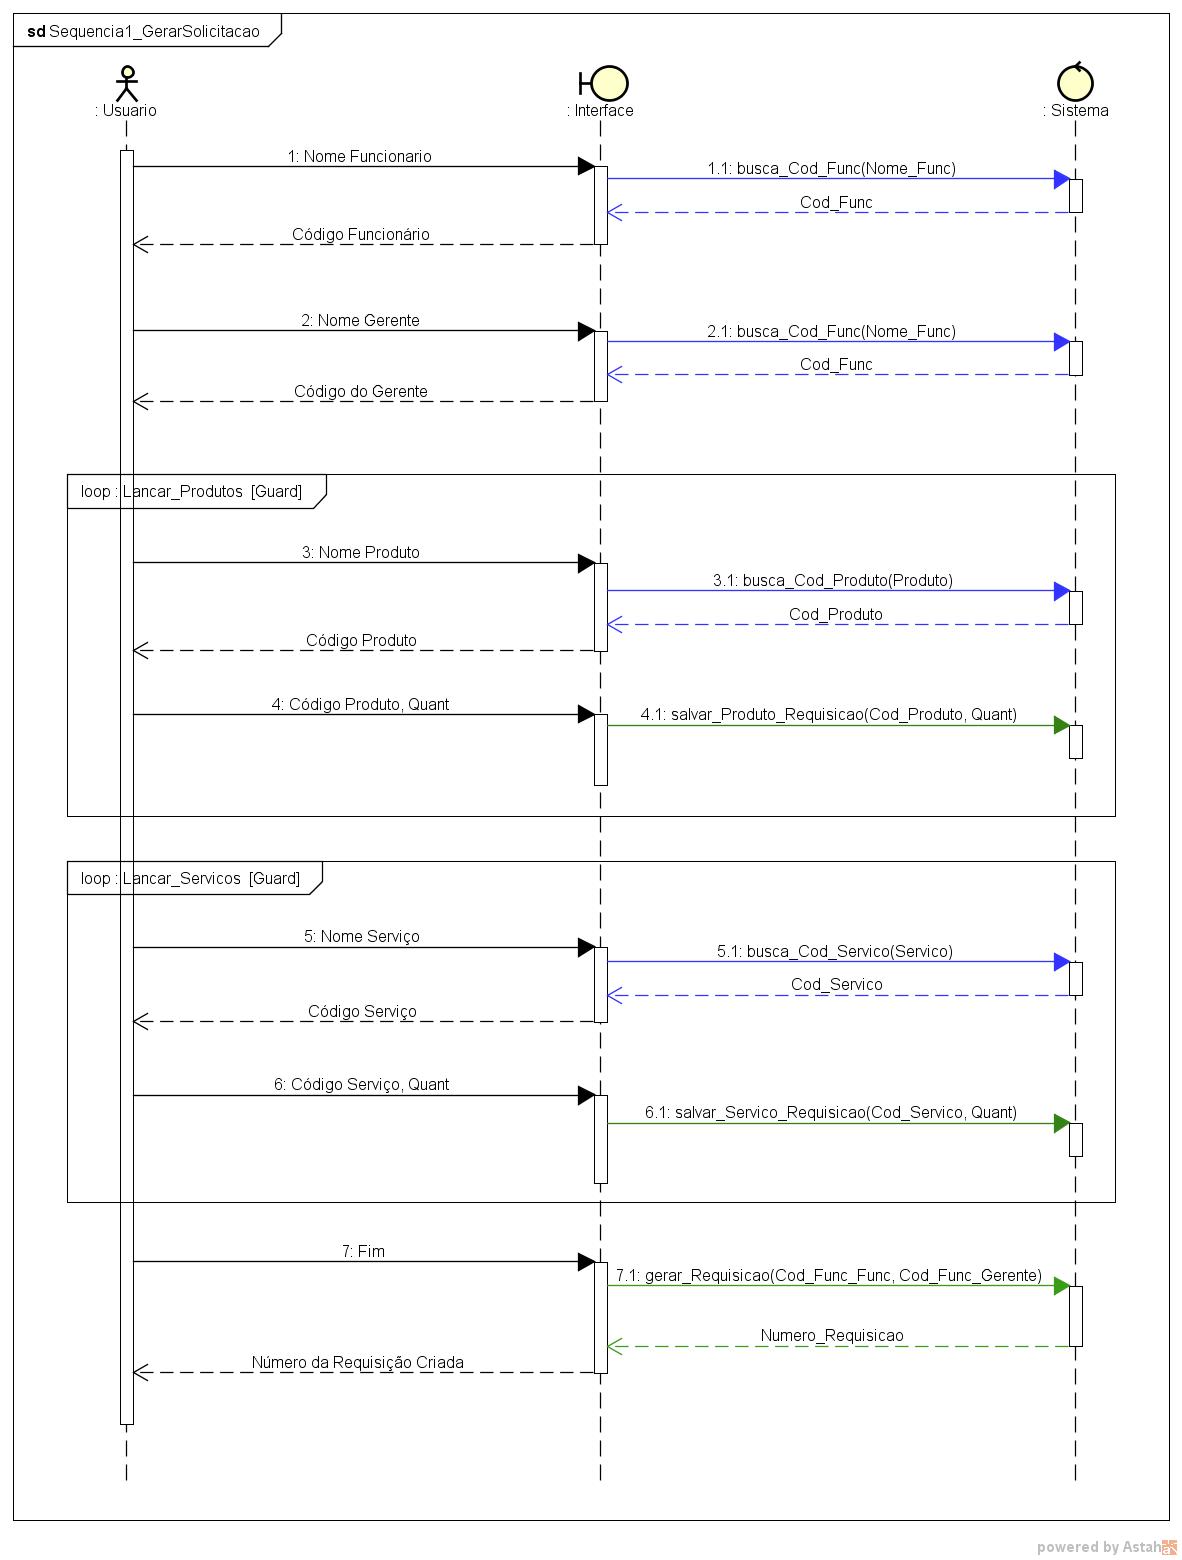 sd Sequencia1_GerarSolicitacao
: Usuario
: Interface
: Sistema
1: Nome Funcionario
1.1: busca_Cod_Func(Nome_Func)
Cod_Func
Código Funcionário
2: Nome Gerente
2.1: busca_Cod_Func(Nome_Func)
Cod_Func
Código do Gerente
loop : Lancar_Produtos [Guard]
3: Nome Produto
3.1: busca_Cod_Produto(Produto)
Cod_Produto
Código Produto
4: Código Produto, Quant
4.1: salvar_Produto_Requisicao(Cod_Produto, Quant)
loop : Lancar_Servicos [Guard]
5: Nome Serviço
5.1: busca_Cod_Servico(Servico)
Cod_Servico
Código Serviço
6: Código Serviço, Quant
6.1: salvar_Servico_Requisicao(Cod_Servico, Quant)
7: Fim
7.1: gerar_Requisicao(Cod_Func_Func, Cod_Func_Gerente)
Numero_Requisicao
Número da Requisição Criada
powered by Astah